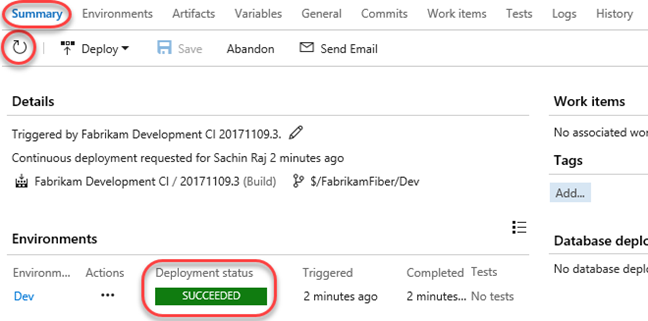 Summary Environments Artifacts Variables General Commits Work items Tests Logs History
Deploy Save Abandon Send Email
Details Work items
Triggered by Fabrikam Development CI 20171109.3. No associated wo
Continuous deployment requested for Sachin Raj 2 minutes ago Tags
Fabrikam Development CI / 20171109.3 (Build) $/FabrikamFiber/Dev Add...
Environments Database deplo
Environm... Actions Deployment status Triggered Completed Tests No database depl
Dev ... SUCCEEDED 2 minutes ago 2 minutes... No tests